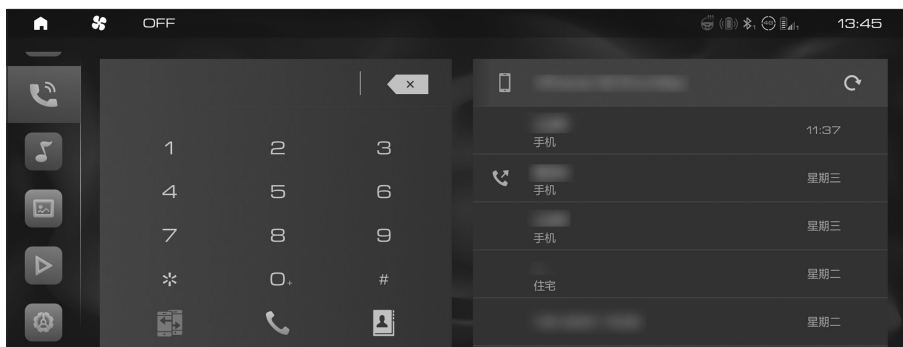 OFF
13:45
1 2 3
4 5 6
7 8 9
* 0+ #
手机 11:37
手机 星期三
手机 星期三
住宅 星期二
星期二